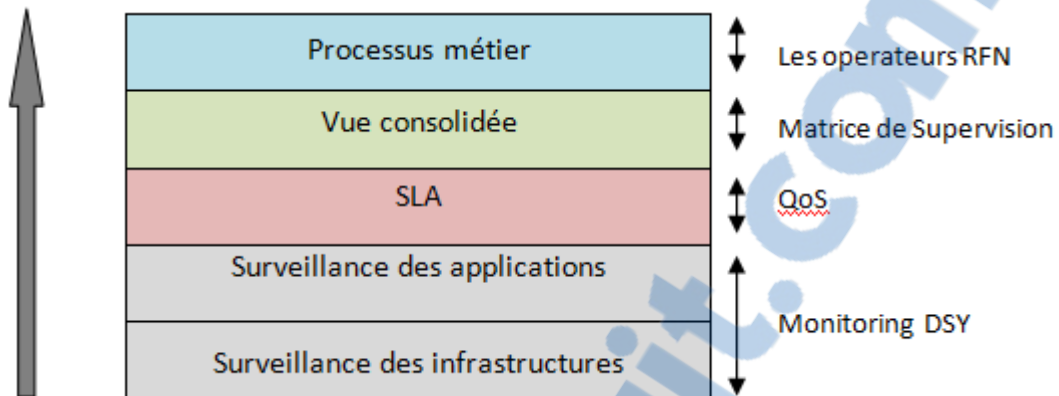 Processus métier
Les operateurs RFN
Vue consolidée
Matrice de Supervision
SLA
QoS
Surveillance des applications
Monitoring DSY
Surveillance des infrastructures